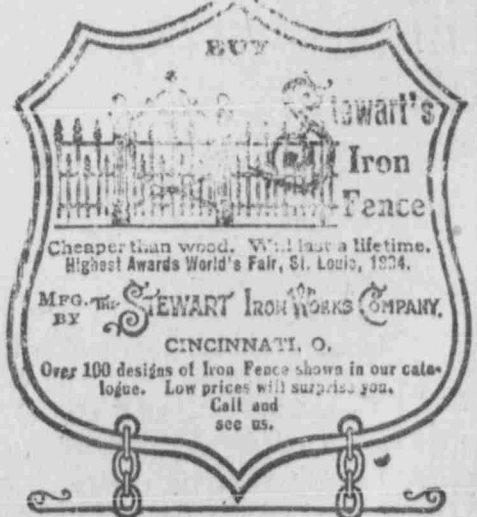 BUY
Stewart's
Iron
Fence
Cheaper than wood. Will last a lifetime.
Highest Awards World's Fair, St. Louis, 1904.
MFG. BY The STEWART IRON WORKS COMPANY.
CINCINNATI, O.
Over 100 designs of Iron Fence shown in our cata-
logue. Low prices will surprise you.
Call and
see us.